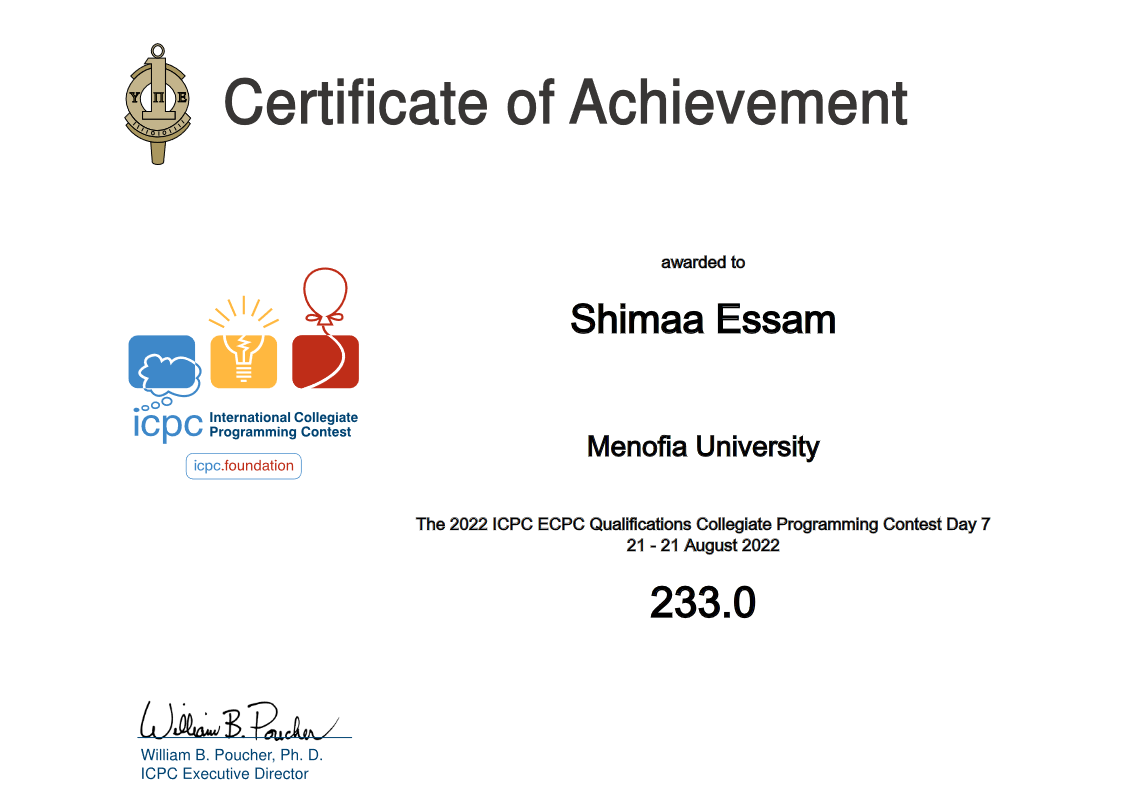 Υ Π Ε
Certificate of Achievement
awarded to
Shimaa Essam
icpc International Collegiate
Programming Contest
icpc.foundation
Menofia University
The 2022 ICPC ECPC Qualifications Collegiate Programming Contest Day 7
21 - 21 August 2022
233.0
William B. Poucher
William B. Poucher, Ph. D.
ICPC Executive Director